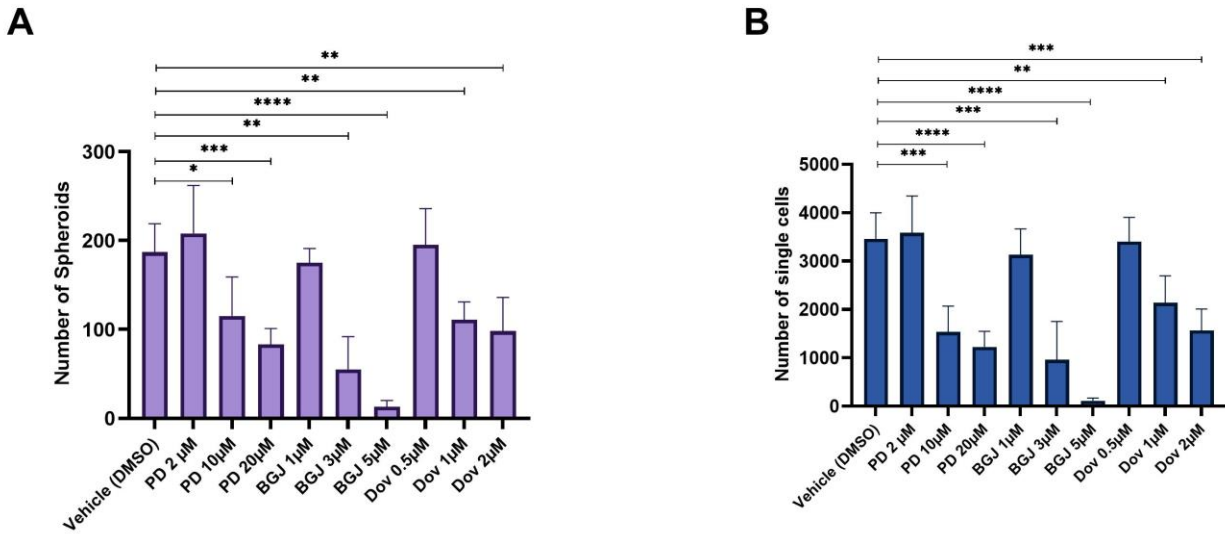 A
**
**
****
**
***
*
300
200
100
0
Number of Spheroids
Vehicle (DMSO)
PD 2 µM
PD 10µM
PD 20µM
BGJ 1µM
BGJ 3µM
BGJ 5µM
Dov 0.5µM
Dov 1µM
Dov 2µM
B
***
**
****
***
****
***
5000
4000
3000
2000
1000
0
Number of single cells
Vehicle (DMSO)
PD 2 µM
PD 10µM
PD 20µM
BGJ 1µM
BGJ 3µM
BGJ 5µM
Dov 0.5µM
Dov 1µM
Dov 2µM